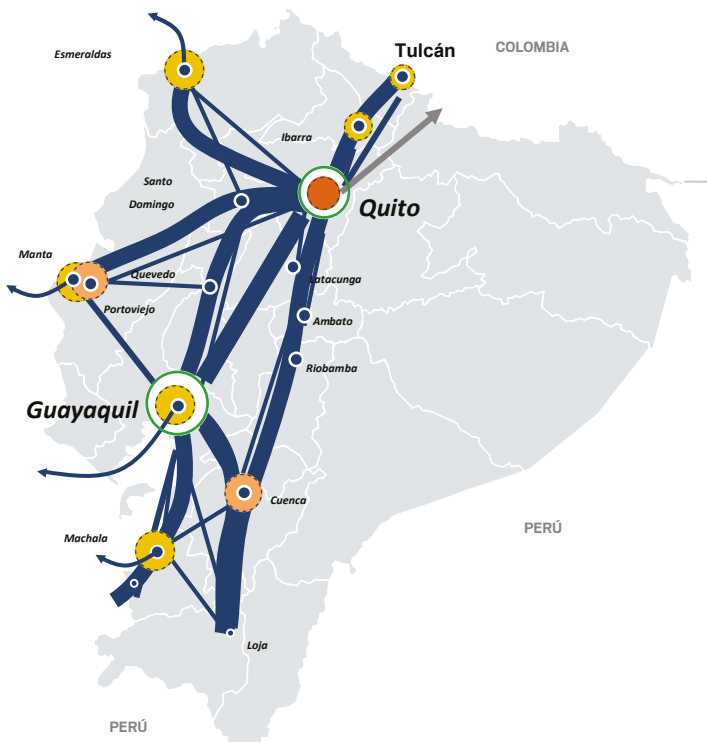 Tulcán
COLOMBIA
Esmeraldas
Ibarra
Santo
Domingo
Quito
Manta
Quevedo
Latacunga
Portoviejo
Ambato
Riobamba
Guayaquil
Cuenca
PERÚ
Machala
Loja
PERÚ